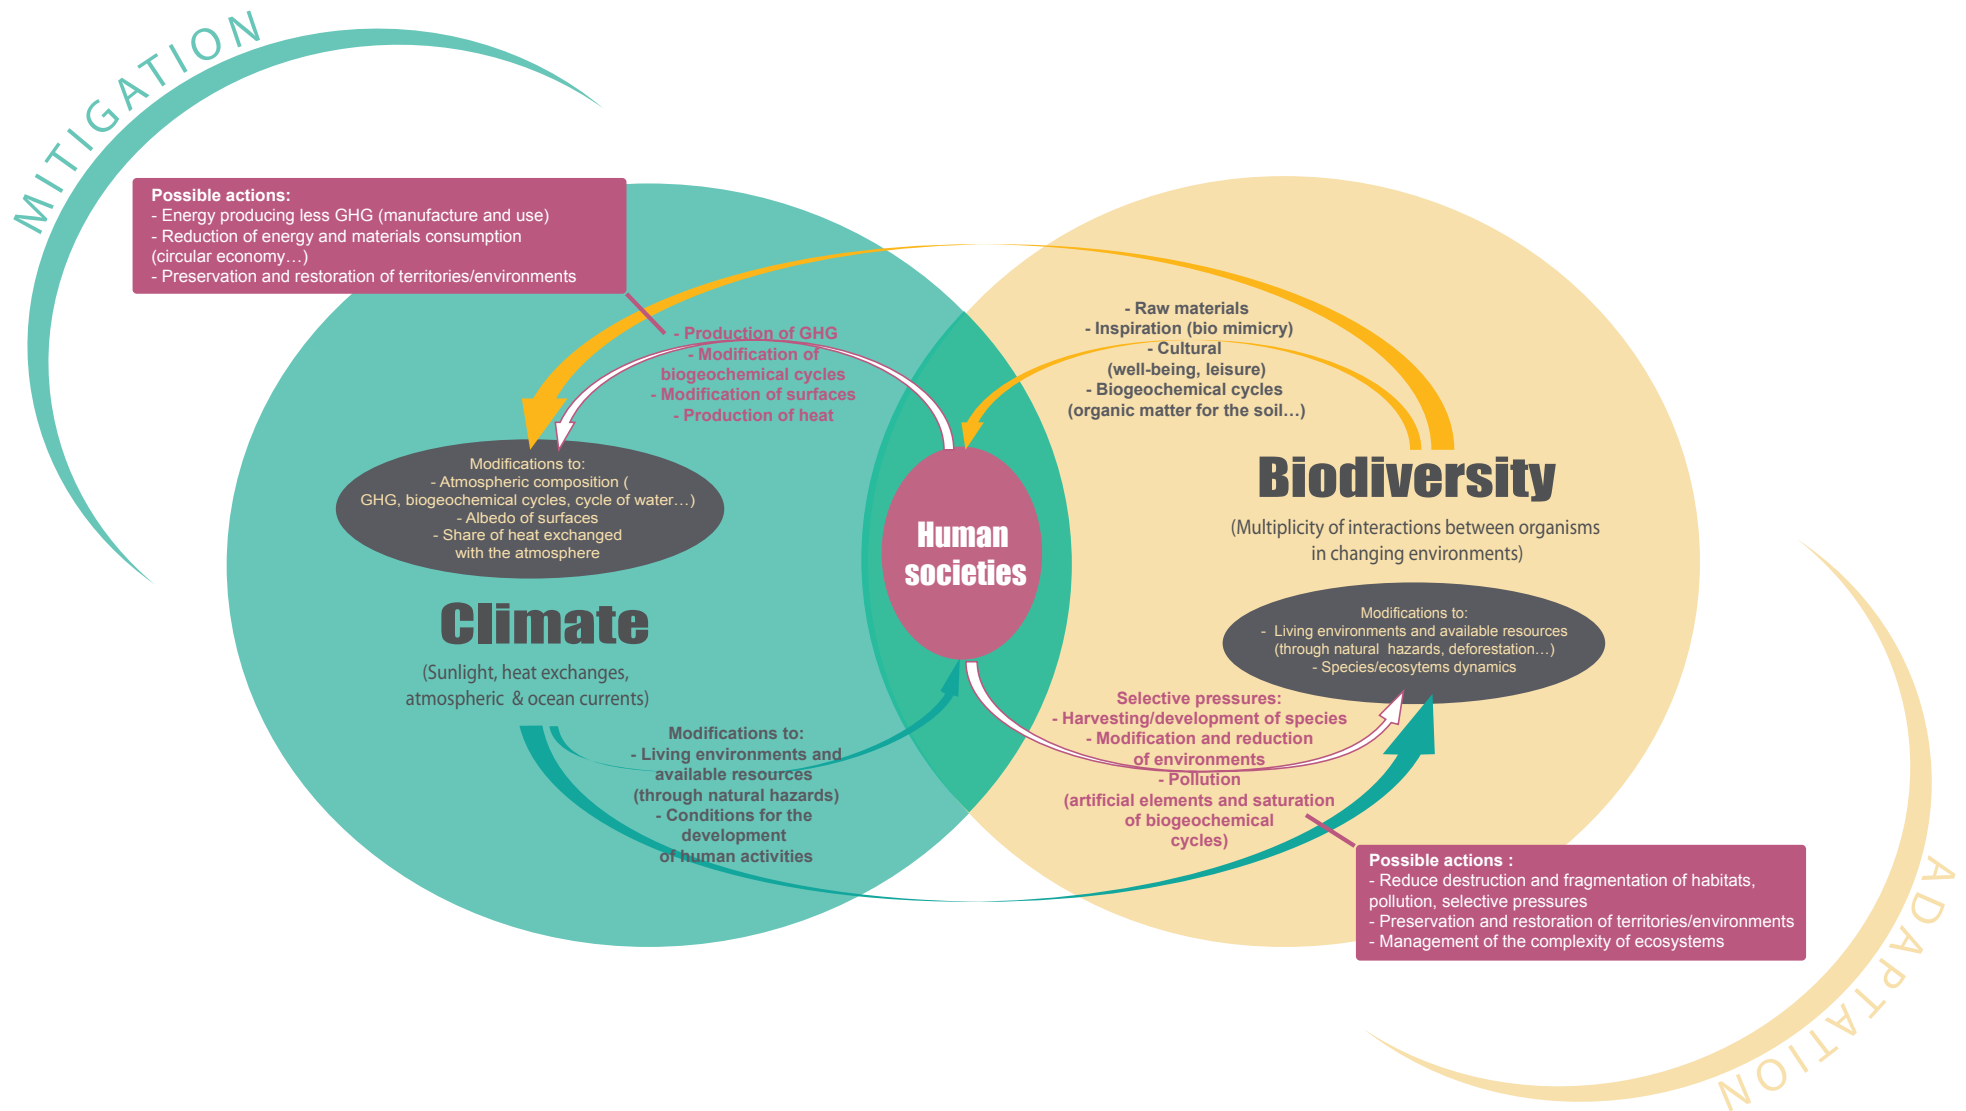 MITIGATION
Possible actions:
- Energy producing less GHG (manufacture and use)
- Reduction of energy and materials consumption
(circular economy…)
- Preservation and restoration of territories/environments
- Production of GHG
- Modification of
biogeochemical cycles
- Modification of surfaces
- Production of heat
- Raw materials
- Inspiration (bio mimicry)
- Cultural
(well-being, leisure)
- Biogeochemical cycles
(organic matter for the soil…)
Modifications to:
- Atmospheric composition (
GHG, biogeochemical cycles, cycle of water…)
- Albedo of surfaces
- Share of heat exchanged
with the atmosphere
Human
societies
Biodiversity
(Multiplicity of interactions between organisms
in changing environments)
Climate
(Sunlight, heat exchanges,
atmospheric & ocean currents)
Modifications to:
- Living environments and available resources
(through natural hazards, deforestation…)
- Species/ecosytems dynamics
Modifications to:
- Living environments and
available resources
(through natural hazards)
- Conditions for the
development
of human activities
Selective pressures:
- Harvesting/development of species
- Modification and reduction
of environments
- Pollution
(artificial elements and saturation
of biogeochemical
cycles)
Possible actions :
- Reduce destruction and fragmentation of habitats,
pollution, selective pressures
- Preservation and restoration of territories/environments
- Management of the complexity of ecosystems
ADAPTATION